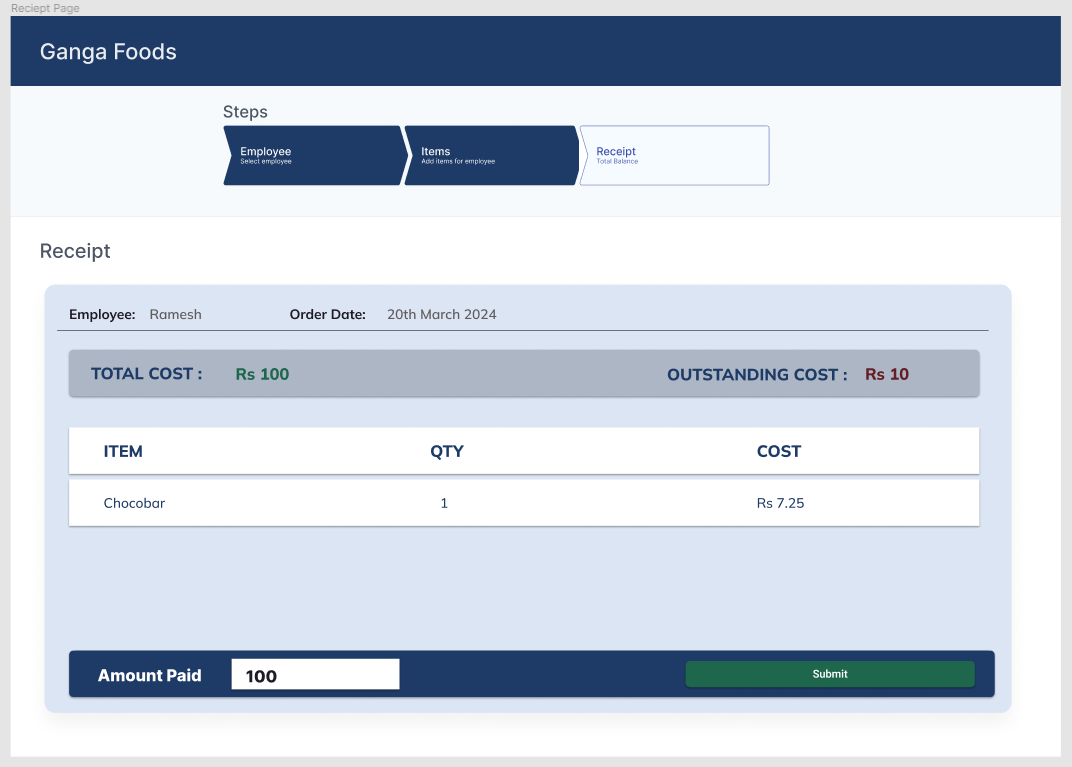 Reciept Page
Ganga Foods
Steps
Employee
Select employee
Items
Add items for employee
Receipt
Total Balance
Receipt
Employee: Ramesh Order Date: 20th March 2024
TOTAL COST : Rs 100 OUTSTANDING COST : Rs 10
ITEM QTY COST
Chocobar 1 Rs 7.25
Amount Paid 100 Submit